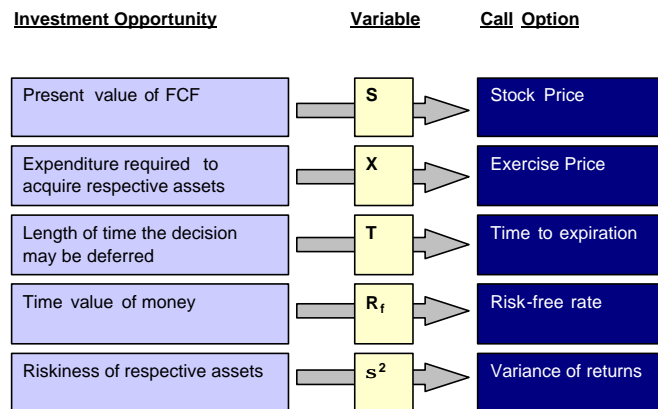 Investment Opportunity Variable Call Option
Present value of FCF S Stock Price
Expenditure required to
acquire respective assets X Exercise Price
Length of time the decision
may be deferred T Time to expiration
Time value of money R_f Risk-free rate
Riskiness of respective assets s² Variance of returns